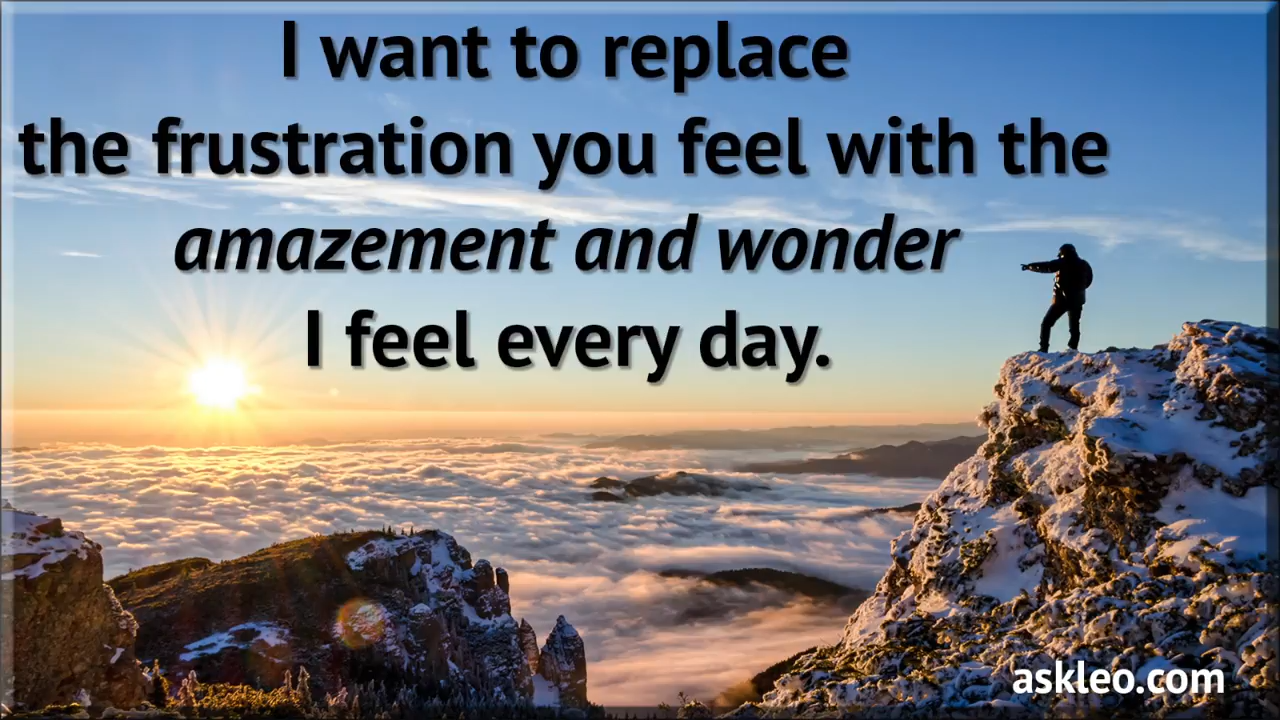 I want to replace
the frustration you feel with the
amazement and wonder
I feel every day.
askleo.com